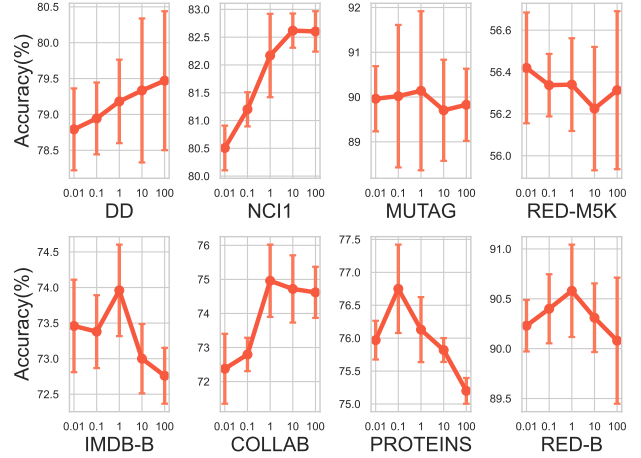 Accuracy(%)
80.5
79.5
78.5
0.01 0.1 1 10 100
DD
83.0
82.5
82.0
81.5
81.0
80.5
80.0
0.01 0.1 1 10 100
NCI1
92
91
90
89
0.01 0.1 1 10 100
MUTAG
56.6
56.4
56.2
56.0
0.01 0.1 1 10 100
RED-M5K
Accuracy(%)
74.5
74.0
73.5
73.0
72.5
0.01 0.1 1 10 100
IMDB-B
76
75
74
73
72
0.01 0.1 1 10 100
COLLAB
77.5
77.0
76.5
76.0
75.5
75.0
0.01 0.1 1 10 100
PROTEINS
91.0
90.5
90.0
89.5
0.01 0.1 1 10 100
RED-B